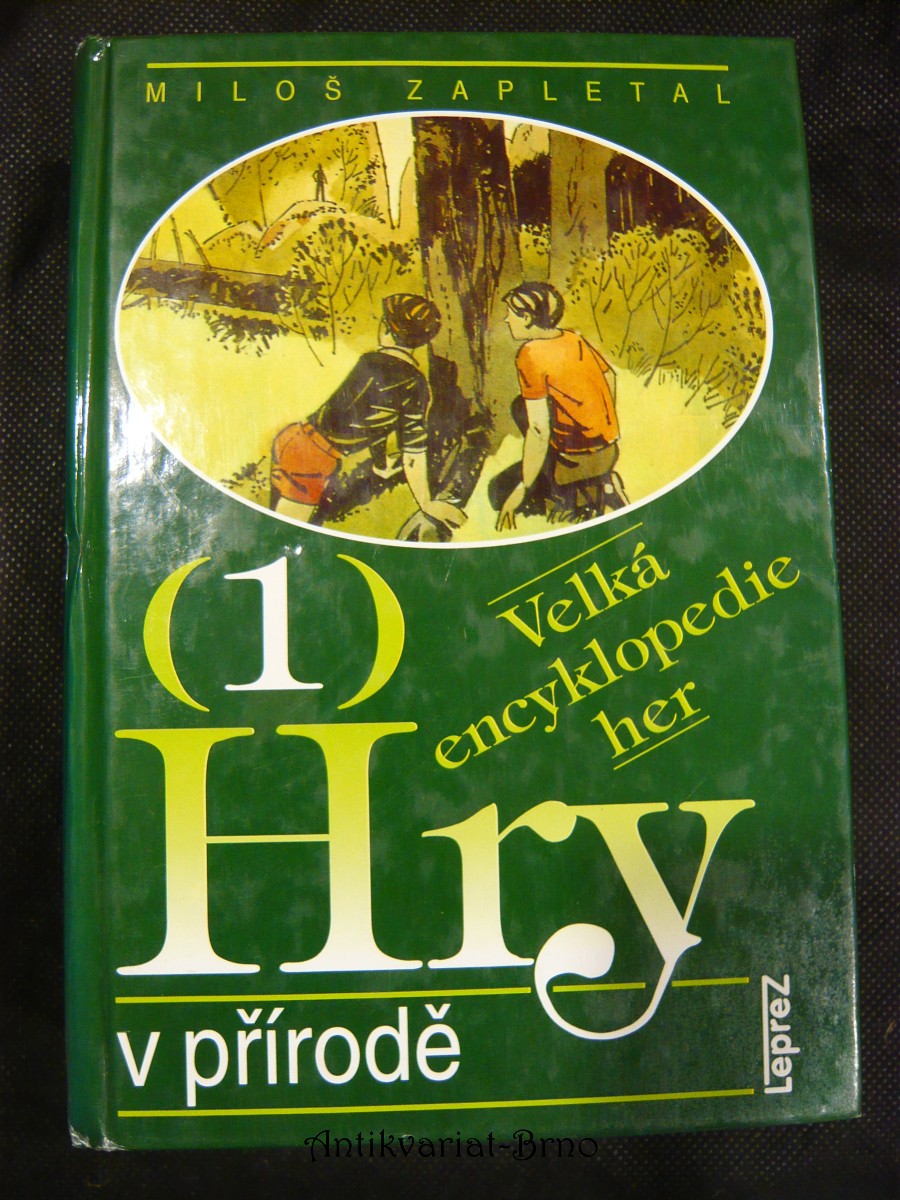 MILOŠ ZAPLETAL
(1)
Velká
encyklopedie
her
Hry
v přírodě
LepreZ
Antikvariat-Brno